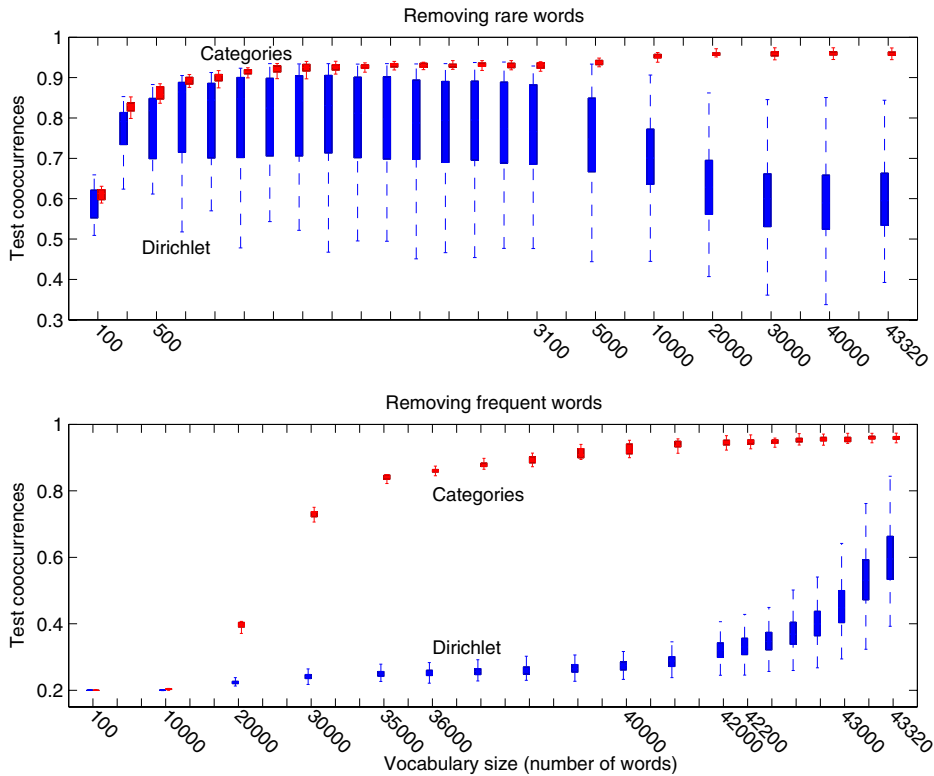 Removing rare words
1
Categories
0.9
0.8
Test cooccurrences
0.7
0.6
0.5
Dirichlet
0.4
0.3
100 500 3100 5000 10000 20000 30000 40000 43320
Removing frequent words
1
0.8
Categories
Test cooccurrences
0.6
0.4
Dirichlet
0.2
100 10000 20000 30000 35000 36000 40000 42000 42200 43000 43320
Vocabulary size (number of words)